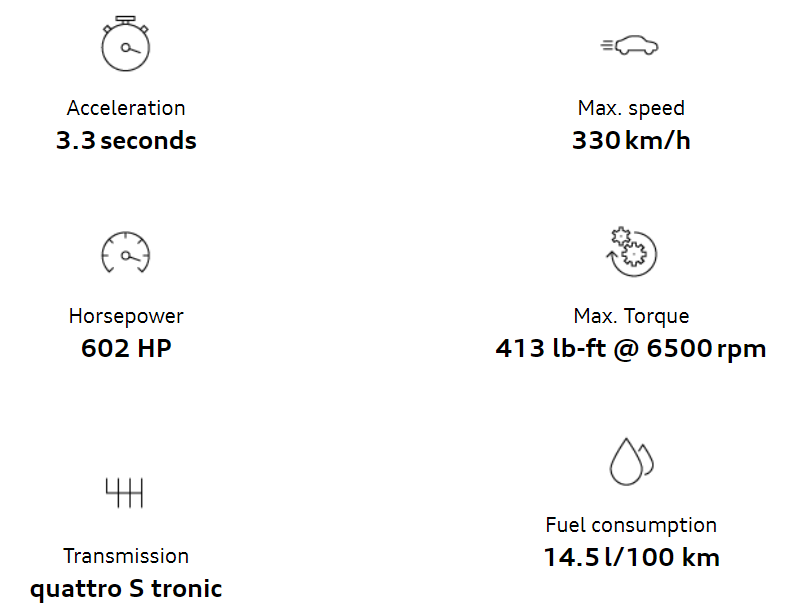 Acceleration
3.3 seconds
Max. speed
330 km/h
Horsepower
602 HP
Max. Torque
413 lb-ft @ 6500 rpm
Transmission
quattro S tronic
Fuel consumption
14.5 l/100 km